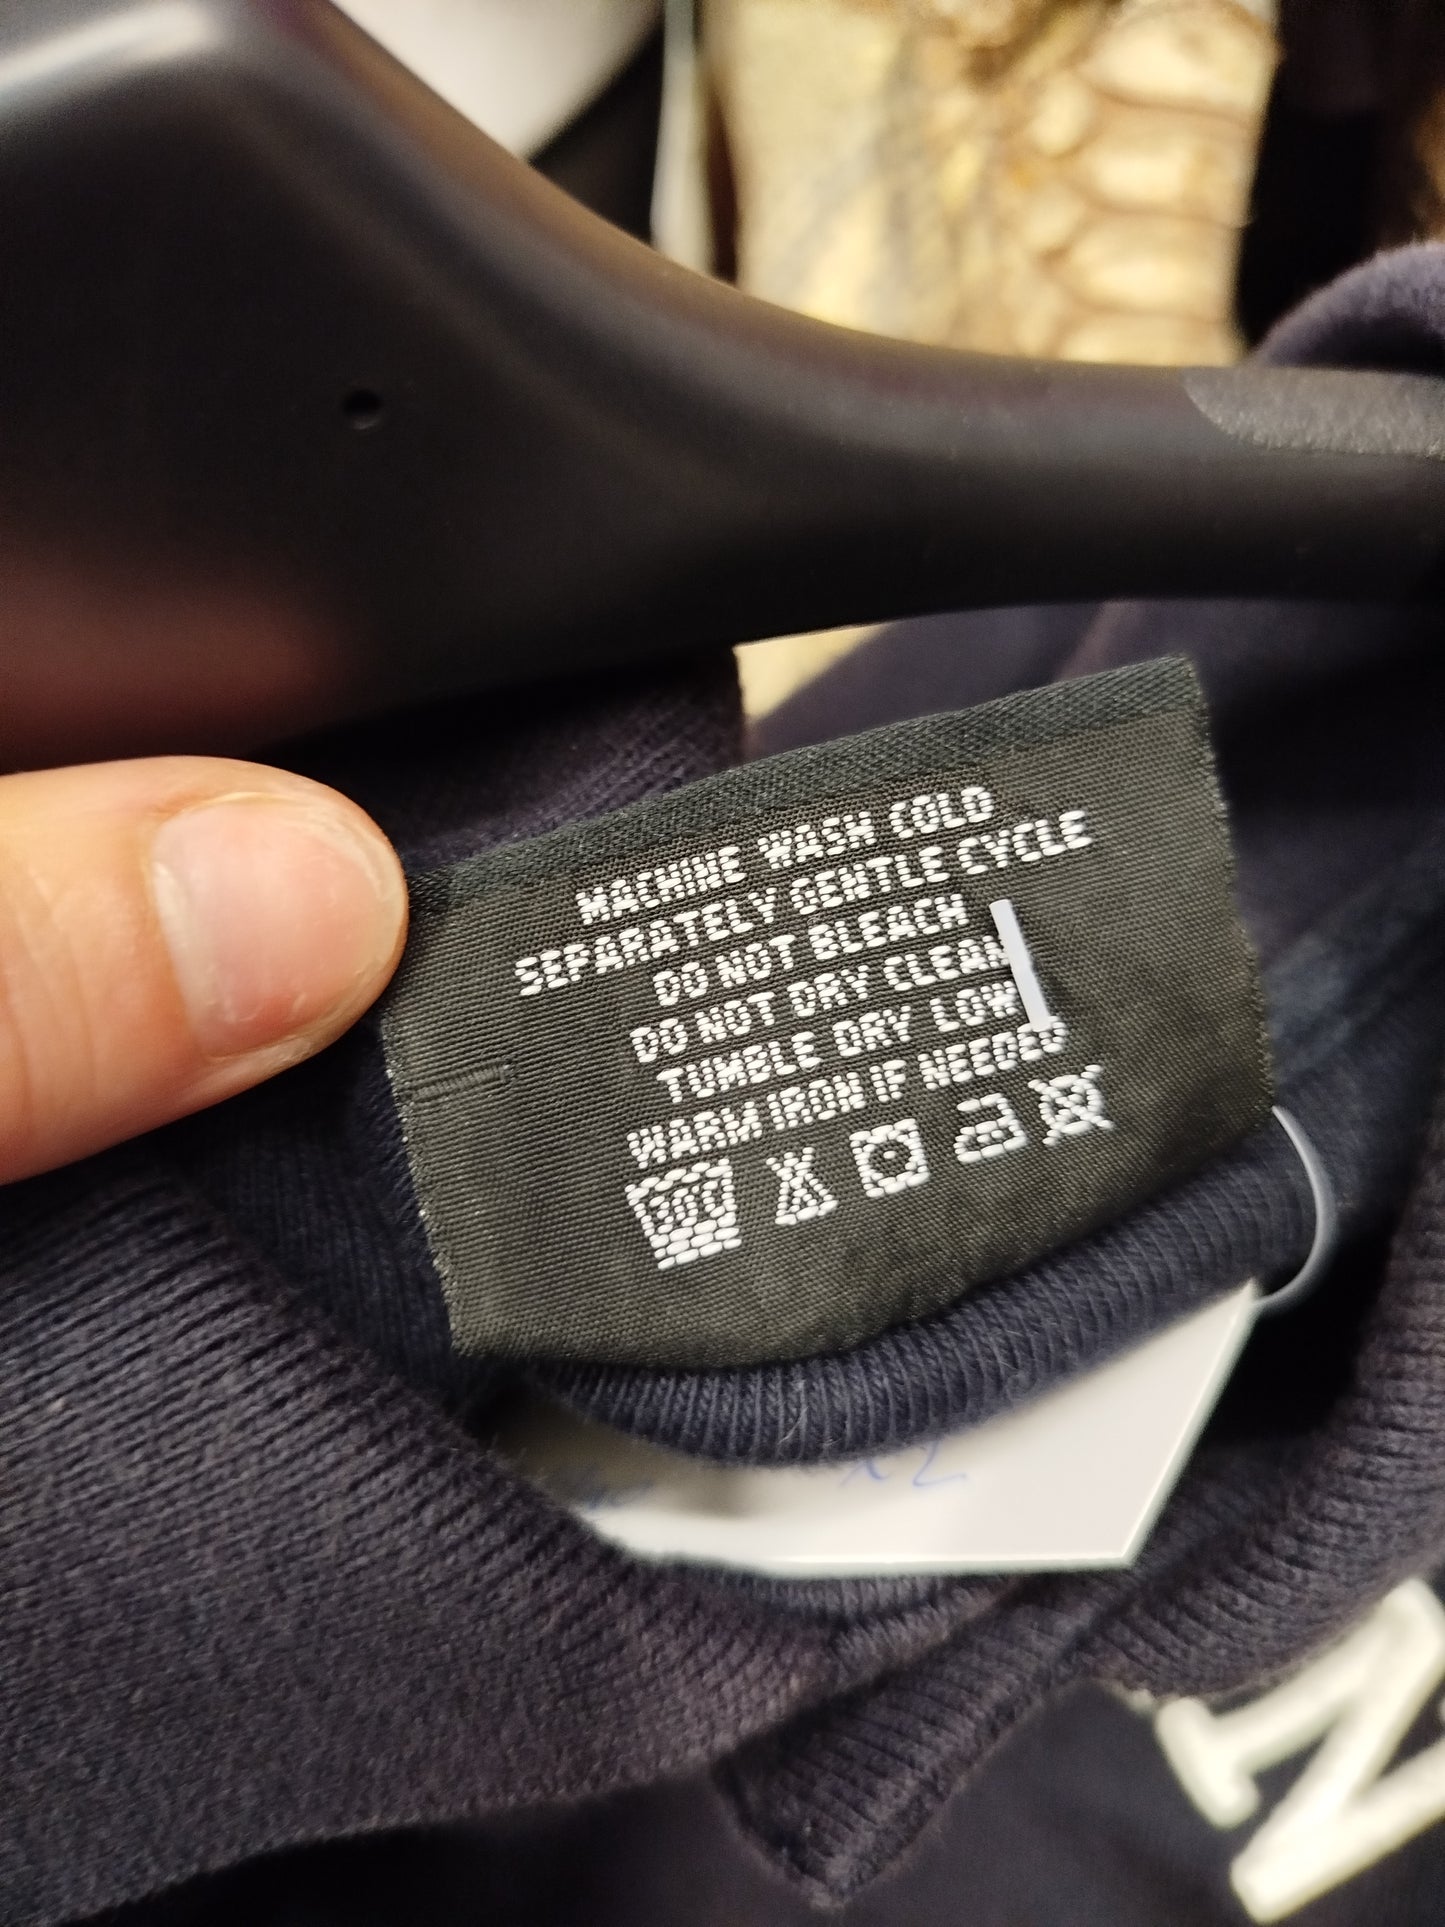 MACHINE WASH COLD
SEPARATELY GENTLE CYCLE
DO NOT BLEACH
DO NOT DRY CLEAN
TUMBLE DRY LOW
WARM IRON IF NEEDED
XL